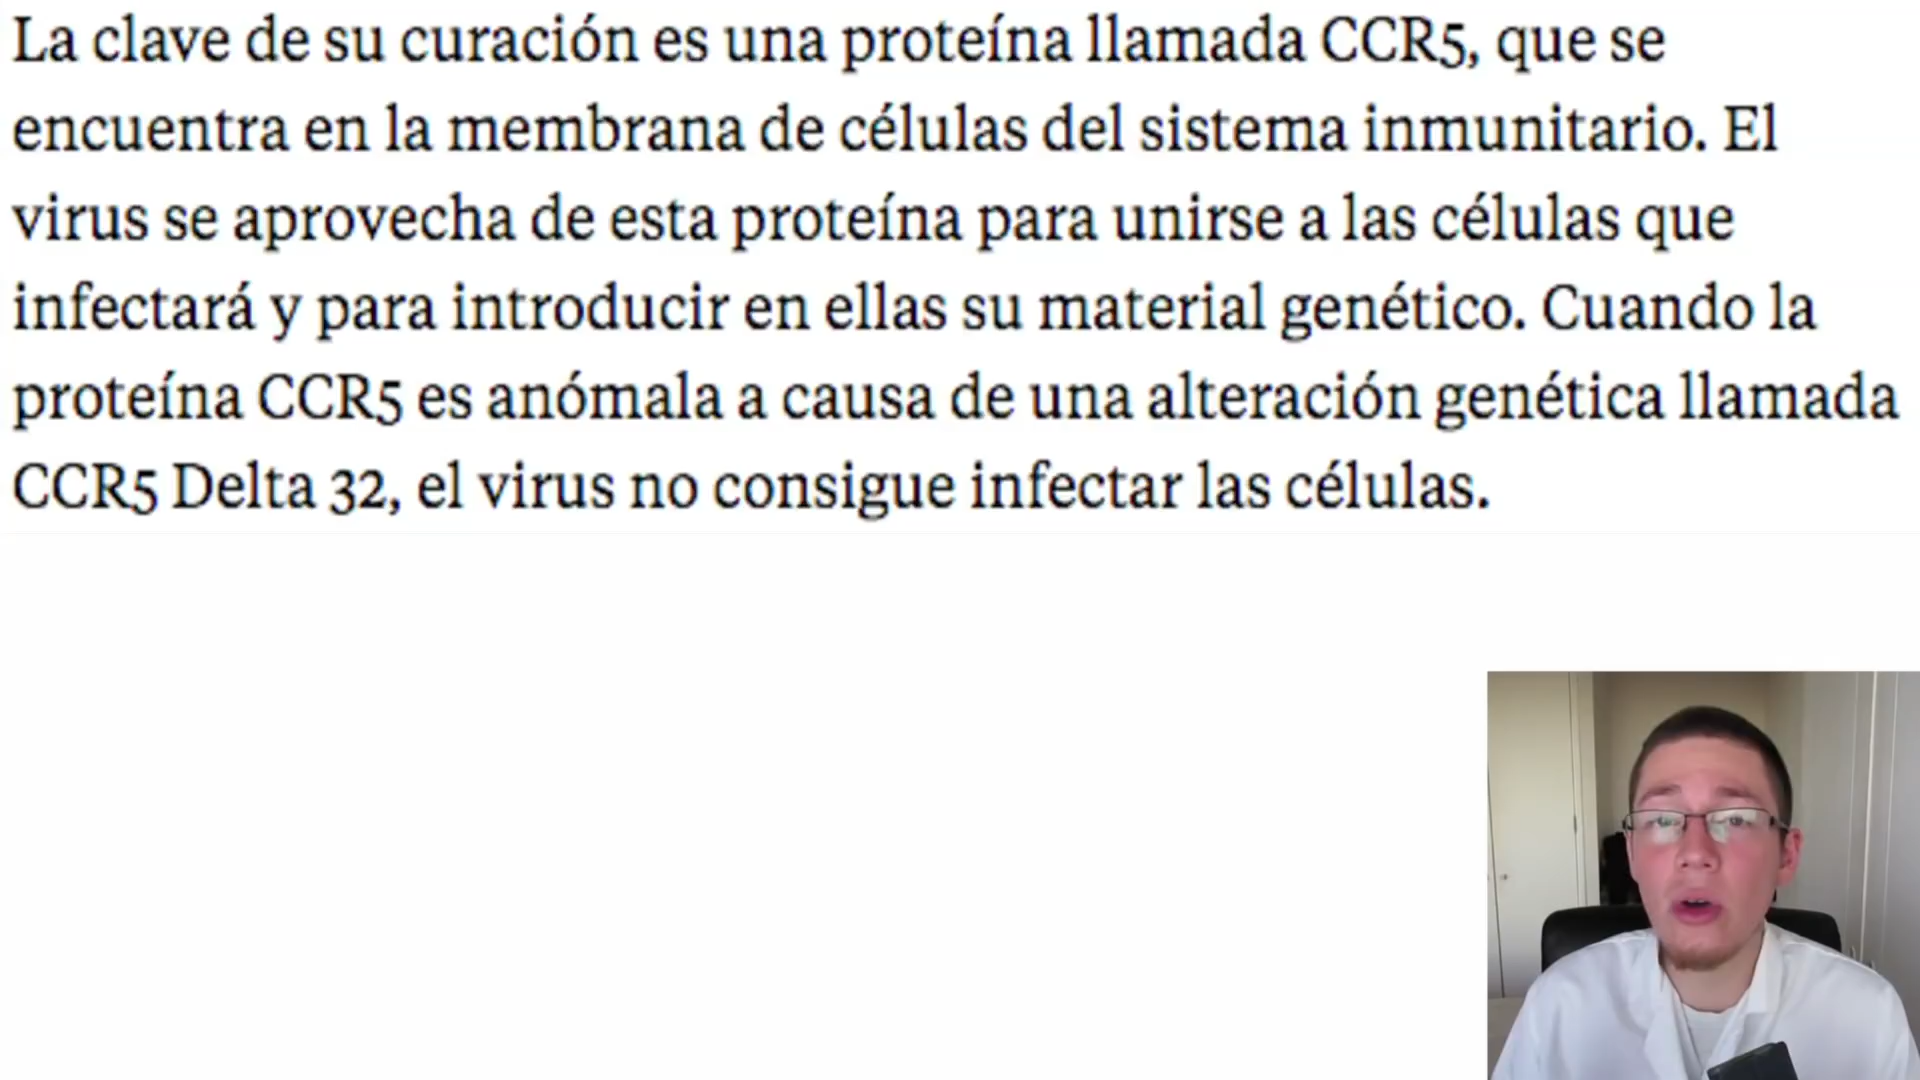 La clave de su curación es una proteína llamada CCR5, que se
encuentra en la membrana de células del sistema inmunitario. El
virus se aprovecha de esta proteína para unirse a las células que
infectará y para introducir en ellas su material genético. Cuando la
proteína CCR5 es anómala a causa de una alteración genética llamada
CCR5 Delta 32, el virus no consigue infectar las células.